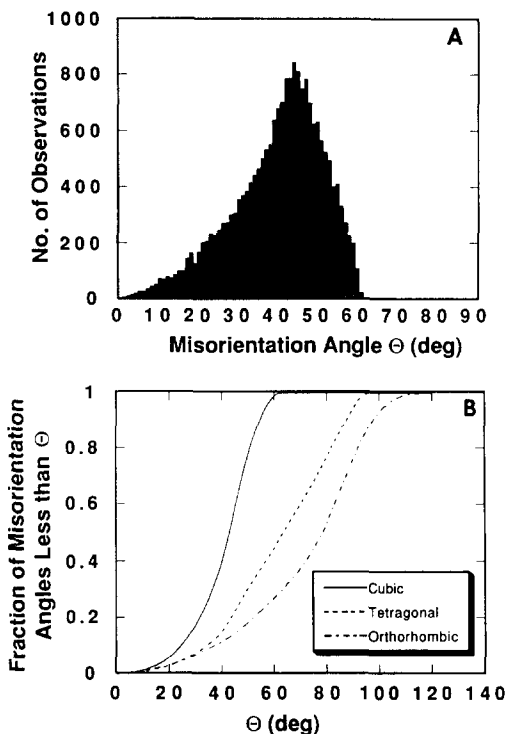 A
No. of Observations
1000
800
600
400
200
0
0 10 20 30 40 50 60 70 80 90
Misorientation Angle Θ (deg)
B
Fraction of Misorientation
Angles Less than Θ
1
0.8
0.6
0.4
0.2
0
Cubic
Tetragonal
Orthorhombic
0 20 40 60 80 100 120 140
Θ (deg)